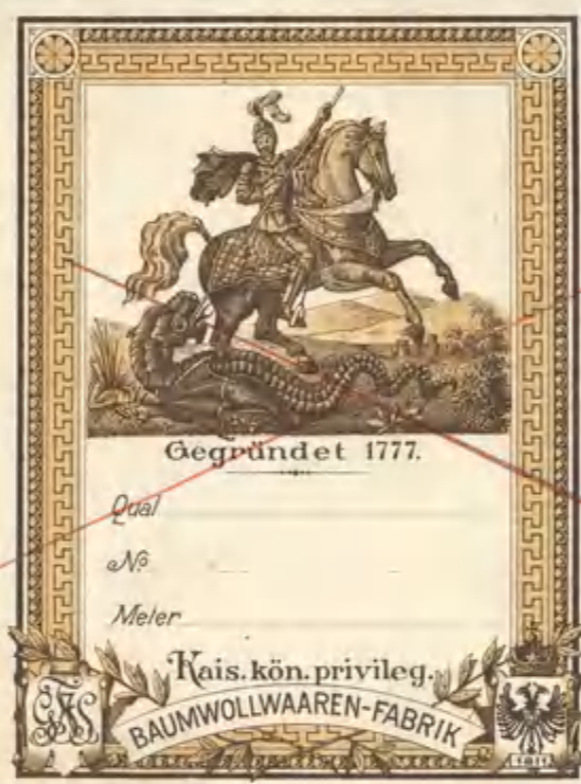 Gegründet 1777.
Qual
No
Meter
Kais. kön. privileg.
BAUMWOLLWAAREN-FABRIK